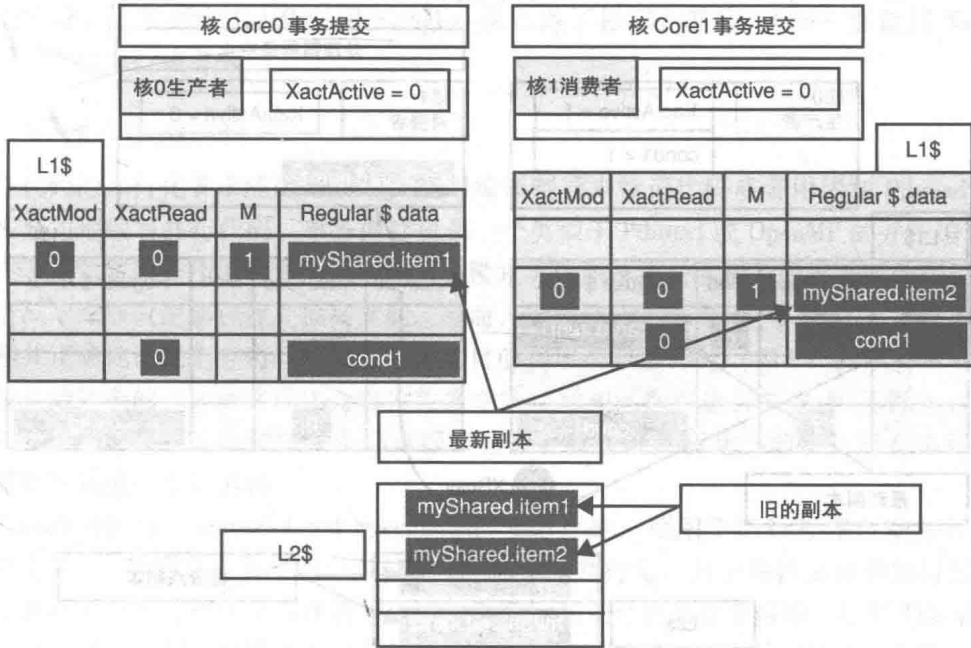 核 Core0 事务提交
核0生产者
XactActive = 0
L1$
XactMod XactRead M Regular $ data
0 0 1 myShared.item1
0 cond1
核 Core1 事务提交
核1消费者
XactActive = 0
L1$
XactMod XactRead M Regular $ data
0 0 1 myShared.item2
0 cond1
最新副本
myShared.item1
旧的副本
L2$
myShared.item2